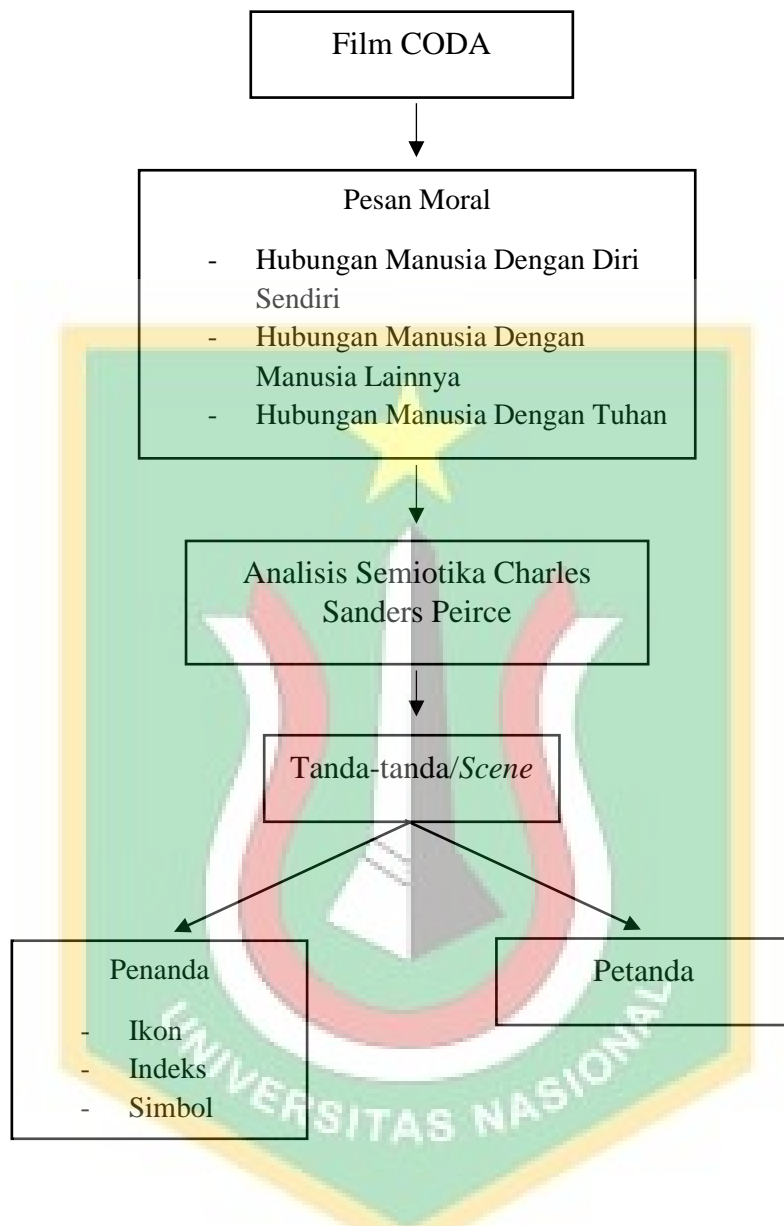 Film CODA
Pesan Moral
- Hubungan Manusia Dengan Diri
Sendiri
- Hubungan Manusia Dengan
Manusia Lainnya
- Hubungan Manusia Dengan Tuhan
Analisis Semiotika Charles
Sanders Peirce
Tanda-tanda/Scene
Penanda
- Ikon
- Indeks
- Simbol
Petanda
UNIVERSITAS NASIONAL